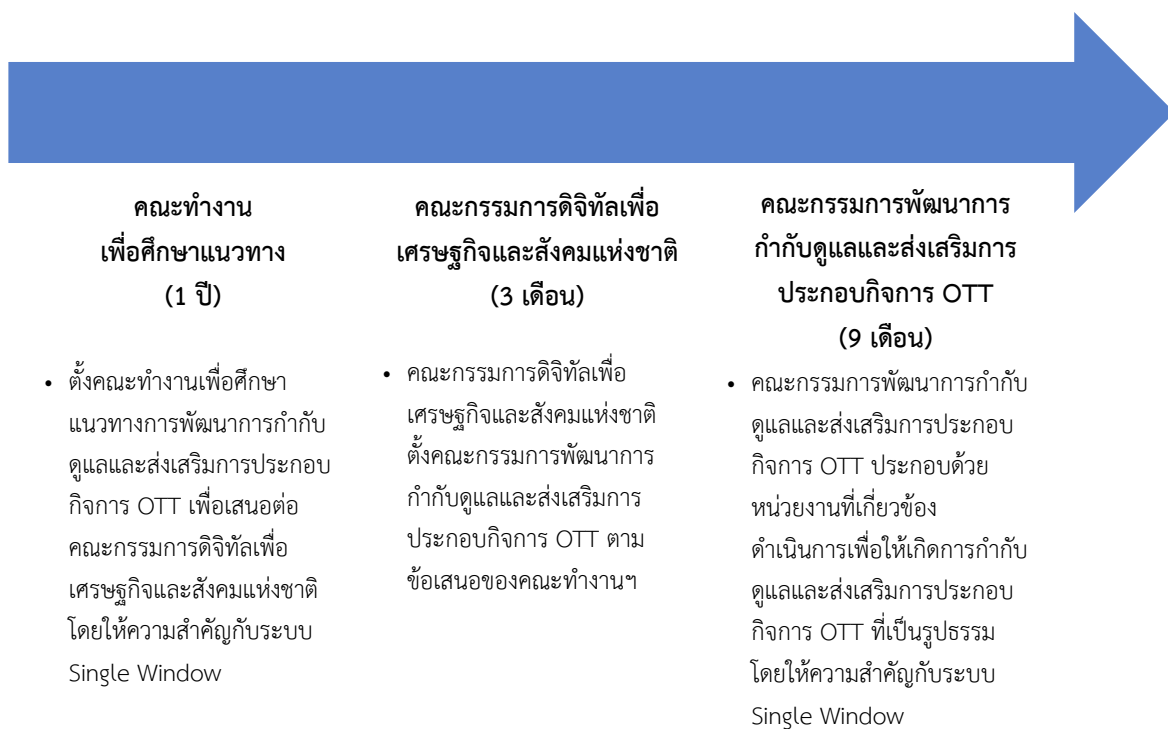 คณะทำงาน
เพื่อศึกษาแนวทาง
(1 ปี)
• ตั้งคณะทำงานเพื่อศึกษา
แนวทางการพัฒนาการกำกับ
ดูแลและส่งเสริมการประกอบ
กิจการ OTT เพื่อเสนอต่อ
คณะกรรมการดิจิทัลเพื่อ
เศรษฐกิจและสังคมแห่งชาติ
โดยให้ความสำคัญกับระบบ
Single Window
คณะกรรมการดิจิทัลเพื่อ
เศรษฐกิจและสังคมแห่งชาติ
(3 เดือน)
• คณะกรรมการดิจิทัลเพื่อ
เศรษฐกิจและสังคมแห่งชาติ
ตั้งคณะกรรมการพัฒนาการ
กำกับดูแลและส่งเสริมการ
ประกอบกิจการ OTT ตาม
ข้อเสนอของคณะทำงานฯ
คณะกรรมการพัฒนาการ
กำกับดูแลและส่งเสริมการ
ประกอบกิจการ OTT
(9 เดือน)
• คณะกรรมการพัฒนาการกำกับ
ดูแลและส่งเสริมการประกอบ
กิจการ OTT ประกอบด้วย
หน่วยงานที่เกี่ยวข้อง
ดำเนินการเพื่อให้เกิดการกำกับ
ดูแลและส่งเสริมการประกอบ
กิจการ OTT ที่เป็นรูปธรรม
โดยให้ความสำคัญกับระบบ
Single Window